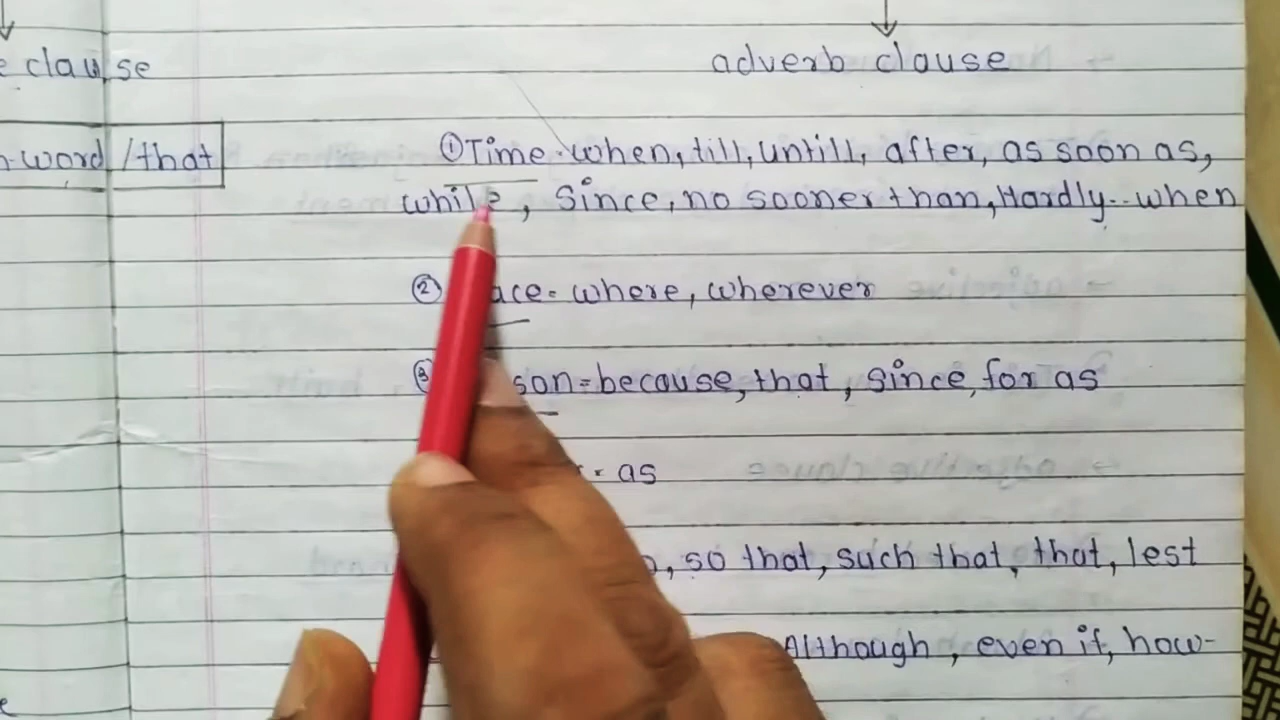 clause
adverb clause
word/that
①Time.when, till, untill, after, as soon as,
while, Since, no sooner than, Hardly.. when
② where, wherever
③ because, that, since, for as
as
so that, such that, that, lest
Although, even if, how-